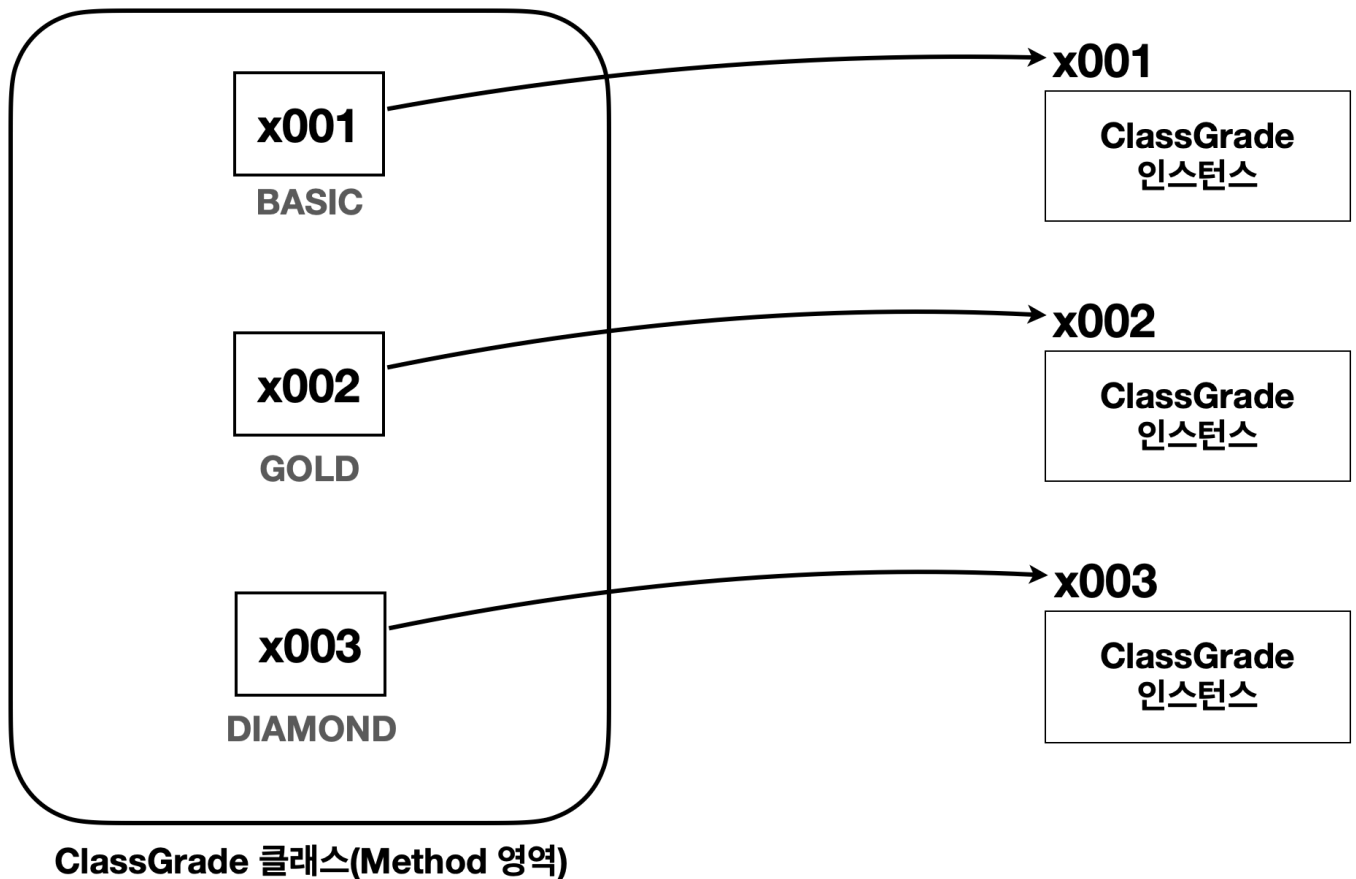 x001
BASIC
x001
ClassGrade
인스턴스
x002
GOLD
x002
ClassGrade
인스턴스
x003
DIAMOND
x003
ClassGrade
인스턴스
ClassGrade 클래스(Method 영역)